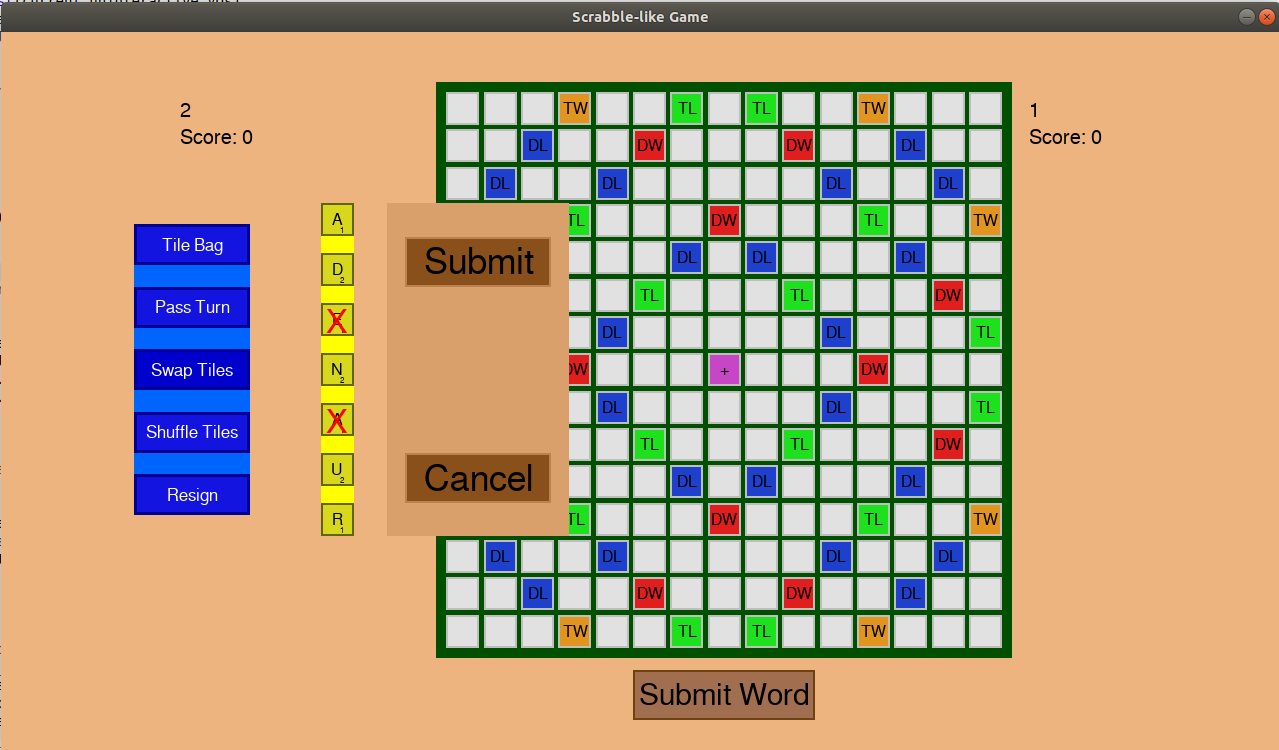 Scrabble-like Game
2
Score: 0
1
Score: 0
Tile Bag
Pass Turn
Swap Tiles
Shuffle Tiles
Resign
A 1
D 2
X
N 2
X
U 2
R 1
Submit
Cancel
TW TL TL TW
DL DW DW DL
DL DL DL DL
TL DW TL TW
DL DL DL
TL TL DW
DL DL TL
DW + DW
DL DL TL
TL TL DW
DL DL DL
TL DW TL TW
DL DL DL DL
DL DW DW DL
TW TL TL TW
Submit Word